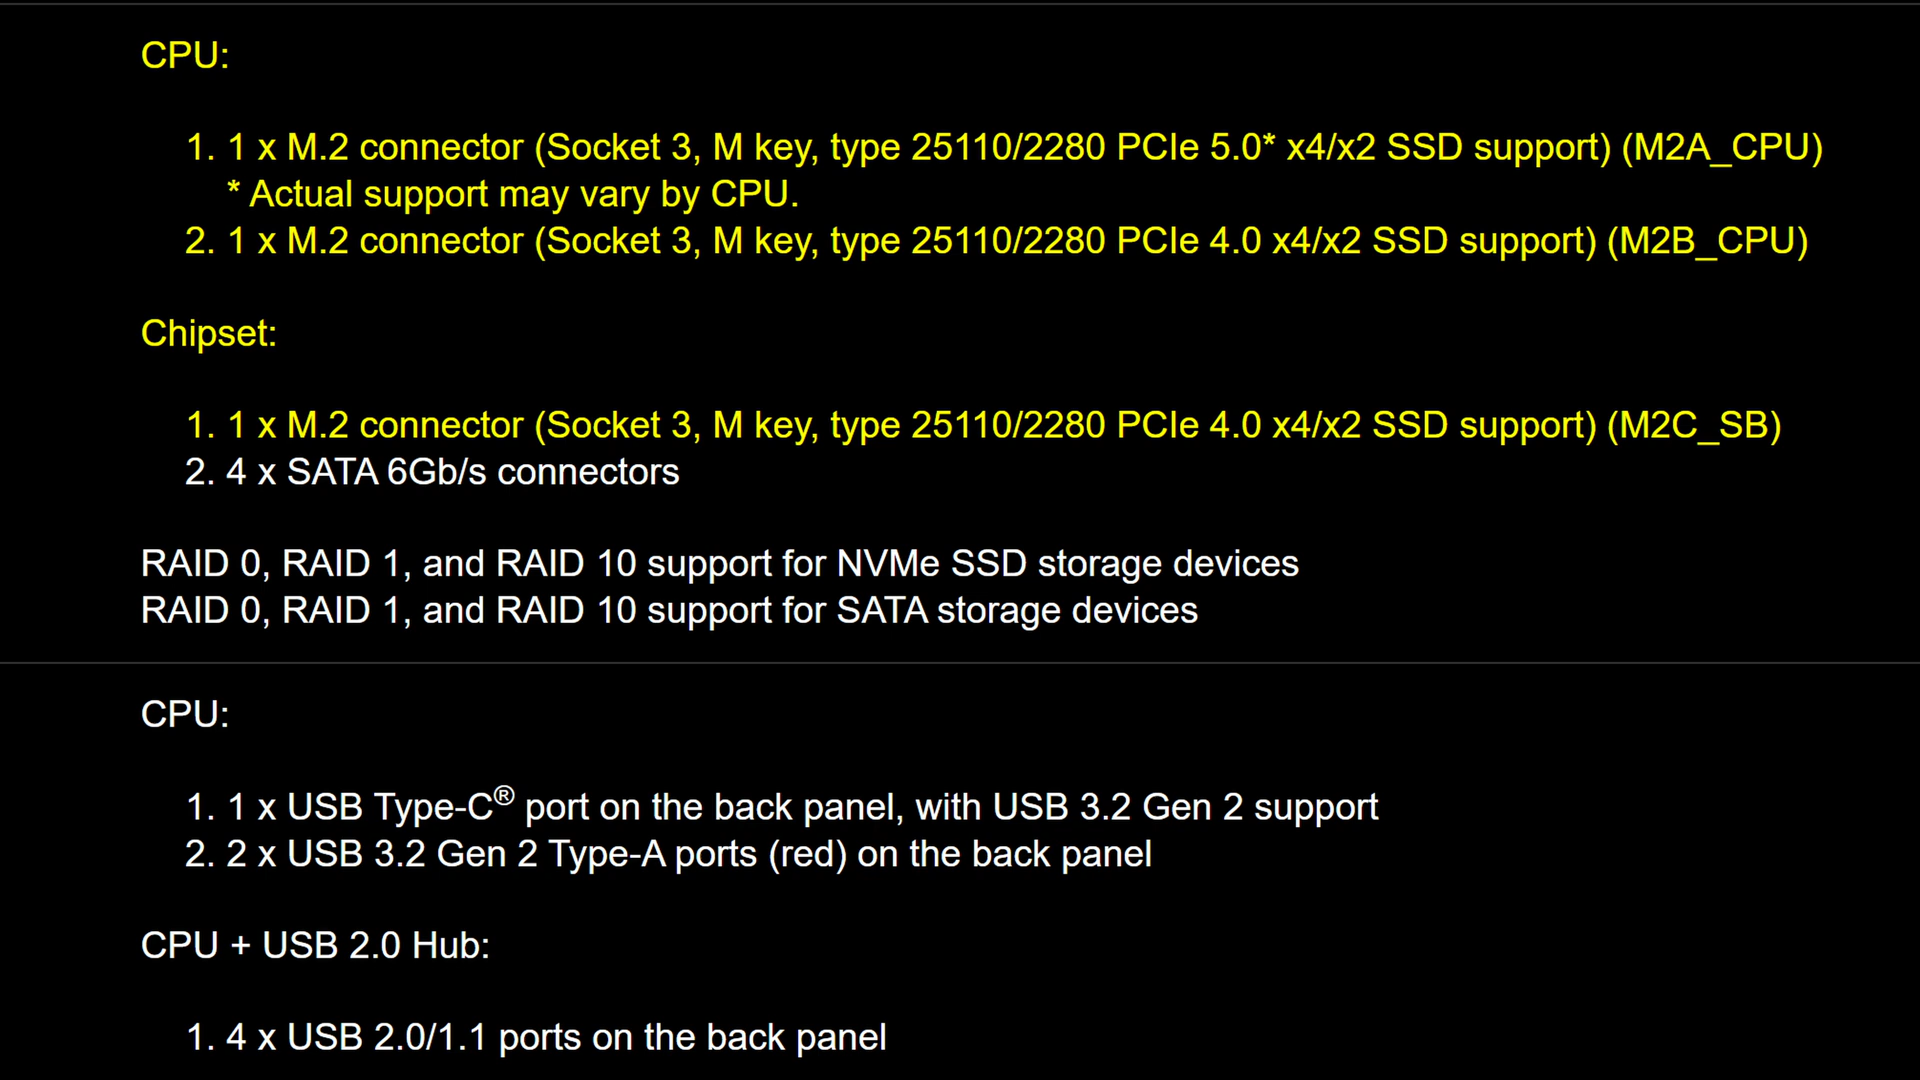 CPU:
1. 1 x M.2 connector (Socket 3, M key, type 25110/2280 PCIe 5.0* x4/x2 SSD support) (M2A_CPU)
* Actual support may vary by CPU.
2. 1 x M.2 connector (Socket 3, M key, type 25110/2280 PCIe 4.0 x4/x2 SSD support) (M2B_CPU)
Chipset:
1. 1 x M.2 connector (Socket 3, M key, type 25110/2280 PCIe 4.0 x4/x2 SSD support) (M2C_SB)
2. 4 x SATA 6Gb/s connectors
RAID 0, RAID 1, and RAID 10 support for NVMe SSD storage devices
RAID 0, RAID 1, and RAID 10 support for SATA storage devices
CPU:
1. 1 x USB Type-C® port on the back panel, with USB 3.2 Gen 2 support
2. 2 x USB 3.2 Gen 2 Type-A ports (red) on the back panel
CPU + USB 2.0 Hub:
1. 4 x USB 2.0/1.1 ports on the back panel